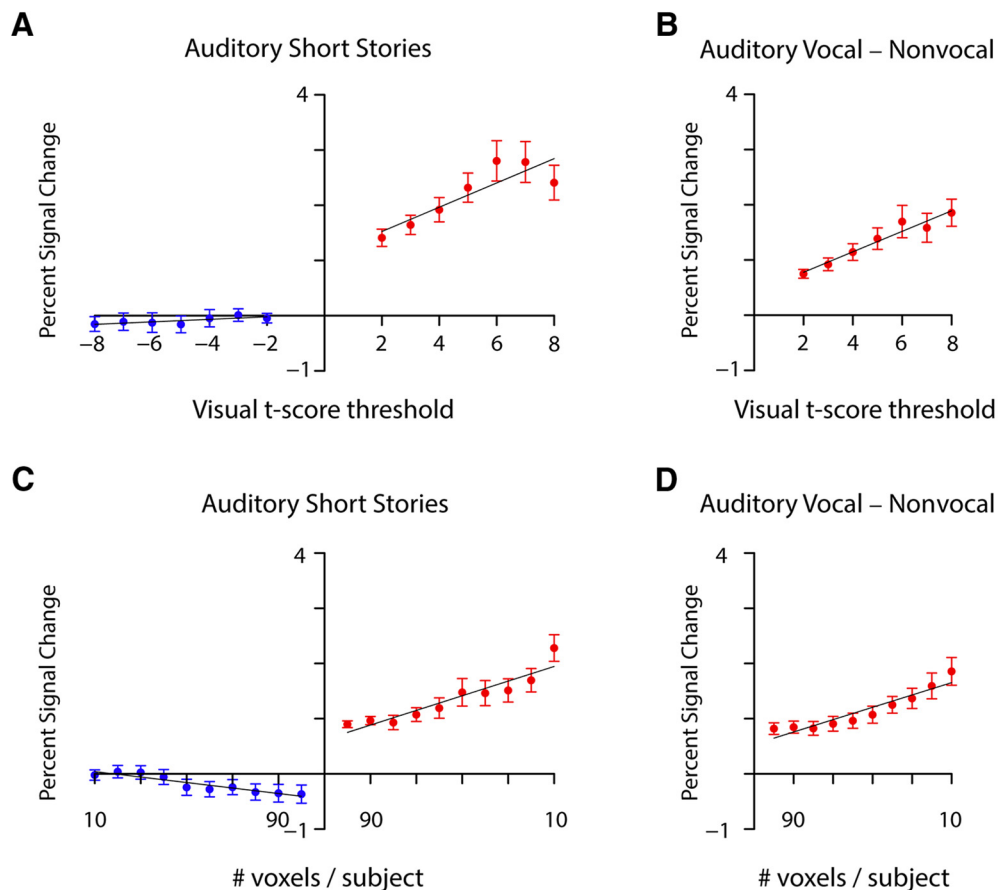 A
Auditory Short Stories
Percent Signal Change
4
−1
−8 −6 −4 −2 2 4 6 8
Visual t-score threshold
B
Auditory Vocal – Nonvocal
Percent Signal Change
4
−1
2 4 6 8
Visual t-score threshold
C
Auditory Short Stories
Percent Signal Change
4
−1
10 90 90 10
# voxels / subject
D
Auditory Vocal – Nonvocal
Percent Signal Change
4
−1
90 10
# voxels / subject